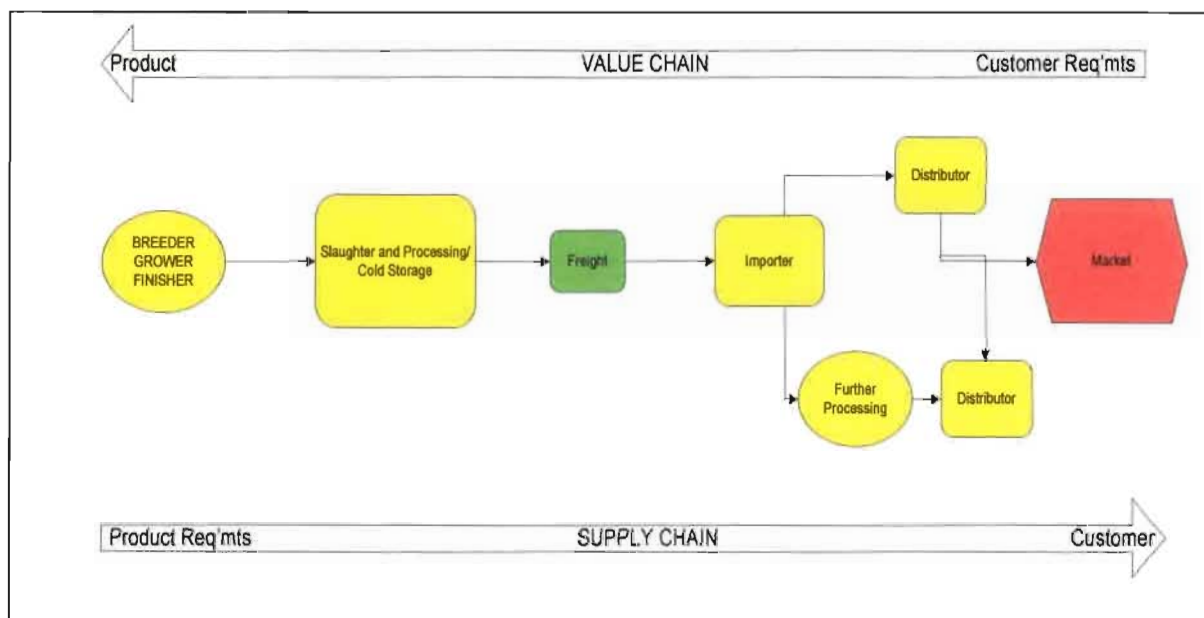 Product VALUE CHAIN Customer Req'mts
Distributor
BREEDER
GROWER
FINISHER
Slaughter and Processing/
Cold Storage
Freight
Importer
Market
Further
Processing
Distributor
Product Req'mts SUPPLY CHAIN Customer